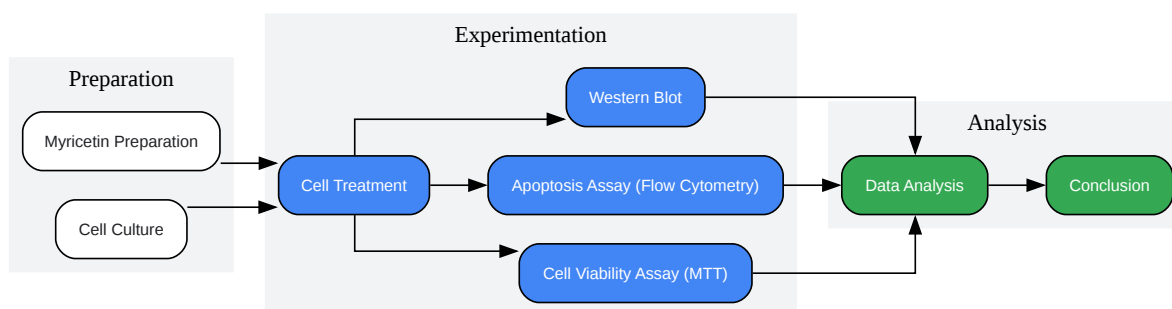 Preparation
Myricetin Preparation
Cell Culture
Experimentation
Western Blot
Cell Treatment
Apoptosis Assay (Flow Cytometry)
Cell Viability Assay (MTT)
Analysis
Data Analysis
Conclusion